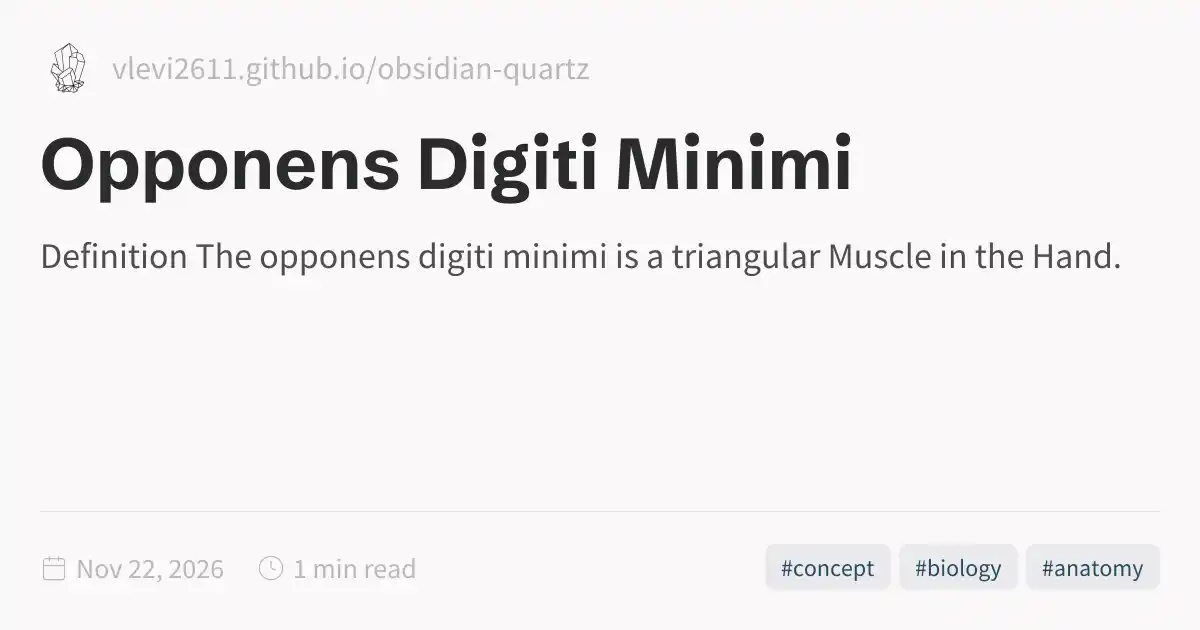 vlevi2611.github.io/obsidian-quartz
Opponens Digiti Minimi
Definition The opponens digiti minimi is a triangular Muscle in the Hand.
Nov 22, 2026 1 min read #concept #biology #anatomy